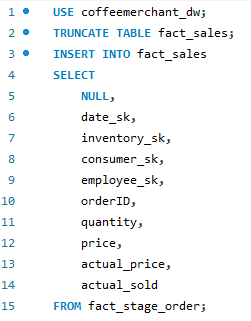 1 USE coffeemerchant_dw;
2 TRUNCATE TABLE fact_sales;
3 INSERT INTO fact_sales
4 SELECT
5 NULL,
6 date_sk,
7 inventory_sk,
8 consumer_sk,
9 employee_sk,
10 orderID,
11 quantity,
12 price,
13 actual_price,
14 actual_sold
15 FROM fact_stage_order;